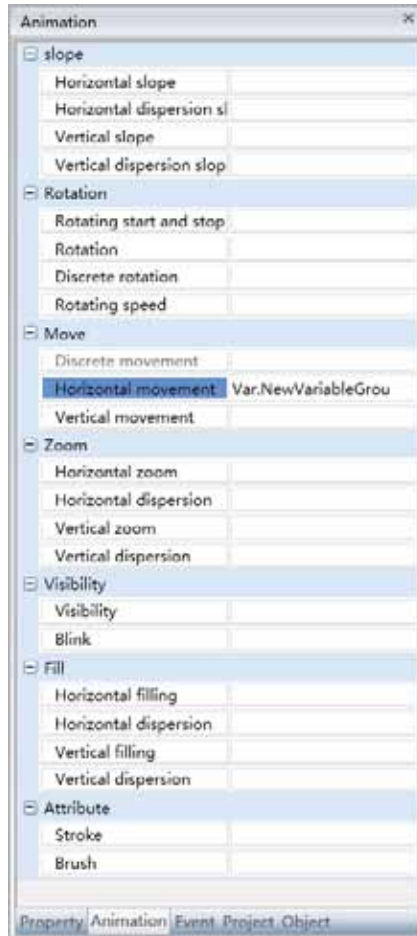 Animation
slope
Horizontal slope
Horizontal dispersion sl
Vertical slope
Vertical dispersion slop
Rotation
Rotating start and stop
Rotation
Discrete rotation
Rotating speed
Move
Discrete movement
Horizontal movement Var.NewVariableGrou
Vertical movement
Zoom
Horizontal zoom
Horizontal dispersion
Vertical zoom
Vertical dispersion
Visibility
Visibility
Blink
Fill
Horizontal filling
Horizontal dispersion
Vertical filling
Vertical dispersion
Attribute
Stroke
Brush
Property Animation Event Project Object